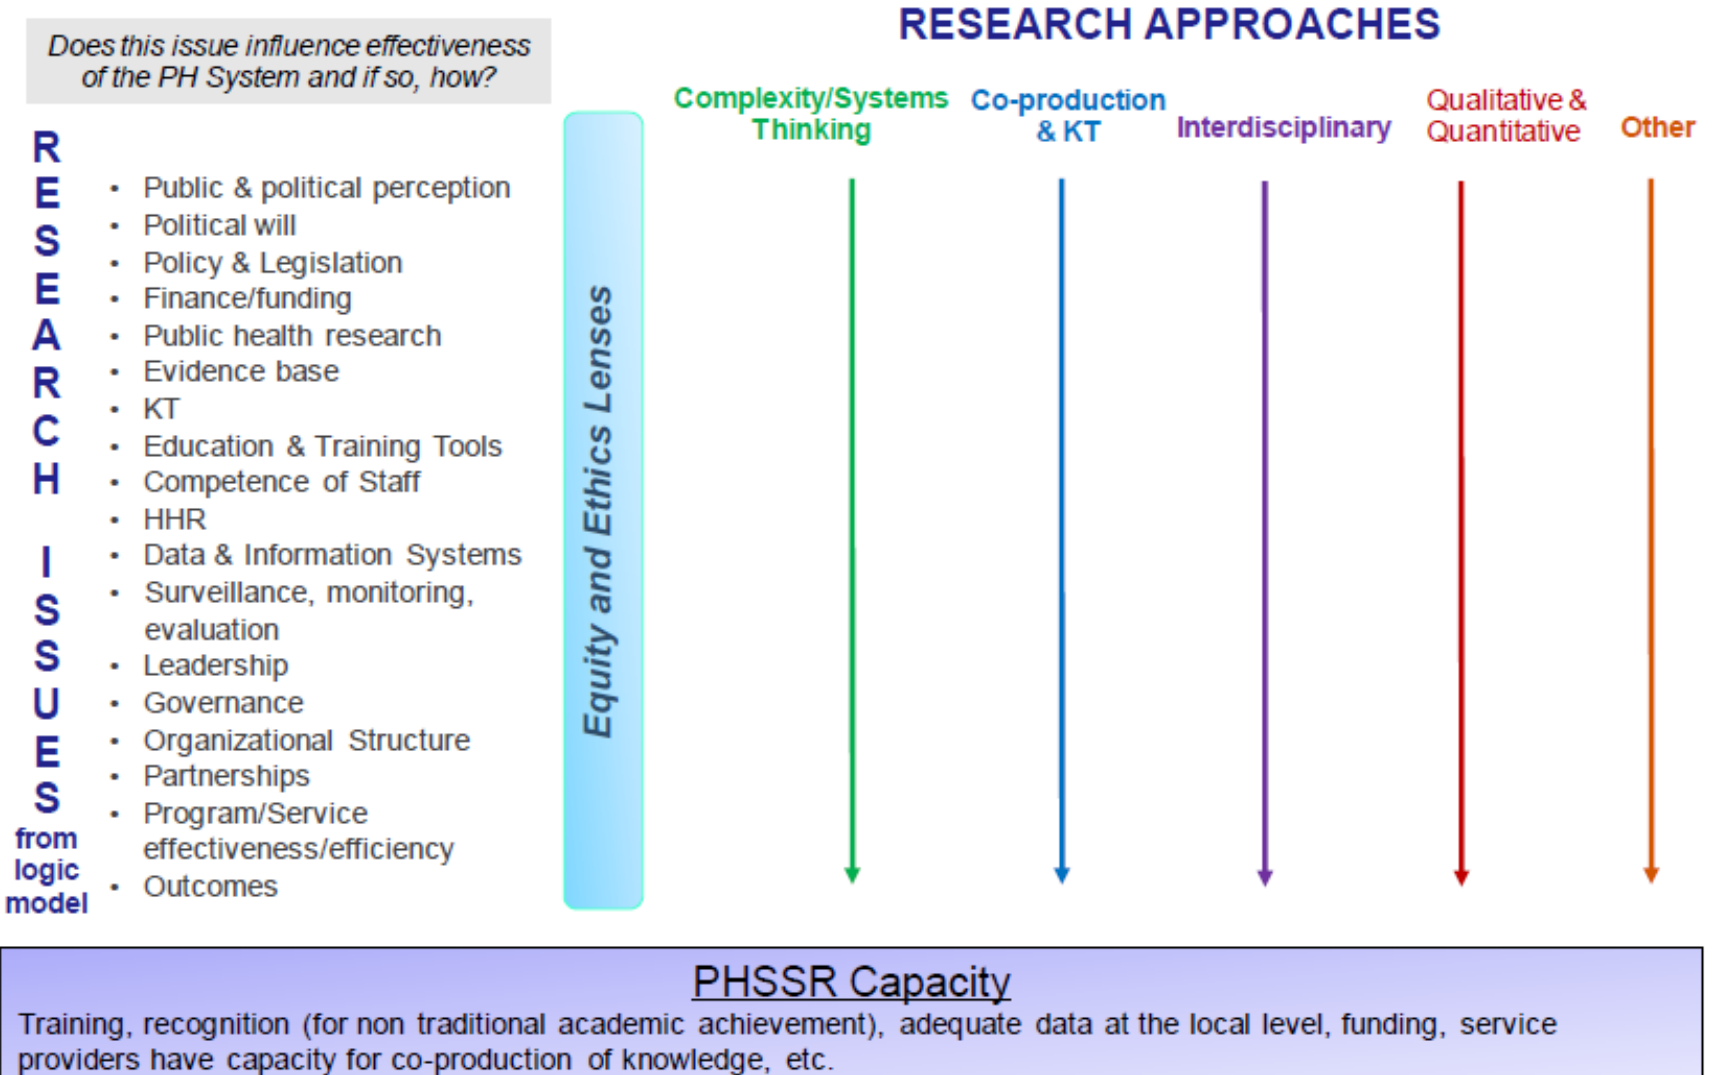 Does this issue influence effectiveness
of the PH System and if so, how?
RESEARCH APPROACHES
Complexity/Systems
Thinking
Co-production
& KT
Interdisciplinary
Qualitative &
Quantitative
Other
RESEARCH ISSUES
from
logic
model
• Public & political perception
• Political will
• Policy & Legislation
• Finance/funding
• Public health research
• Evidence base
• KT
• Education & Training Tools
• Competence of Staff
• HHR
• Data & Information Systems
• Surveillance, monitoring,
evaluation
• Leadership
• Governance
• Organizational Structure
• Partnerships
• Program/Service
effectiveness/efficiency
• Outcomes
Equity and Ethics Lenses
PHSSR Capacity
Training, recognition (for non traditional academic achievement), adequate data at the local level, funding, service
providers have capacity for co-production of knowledge, etc.